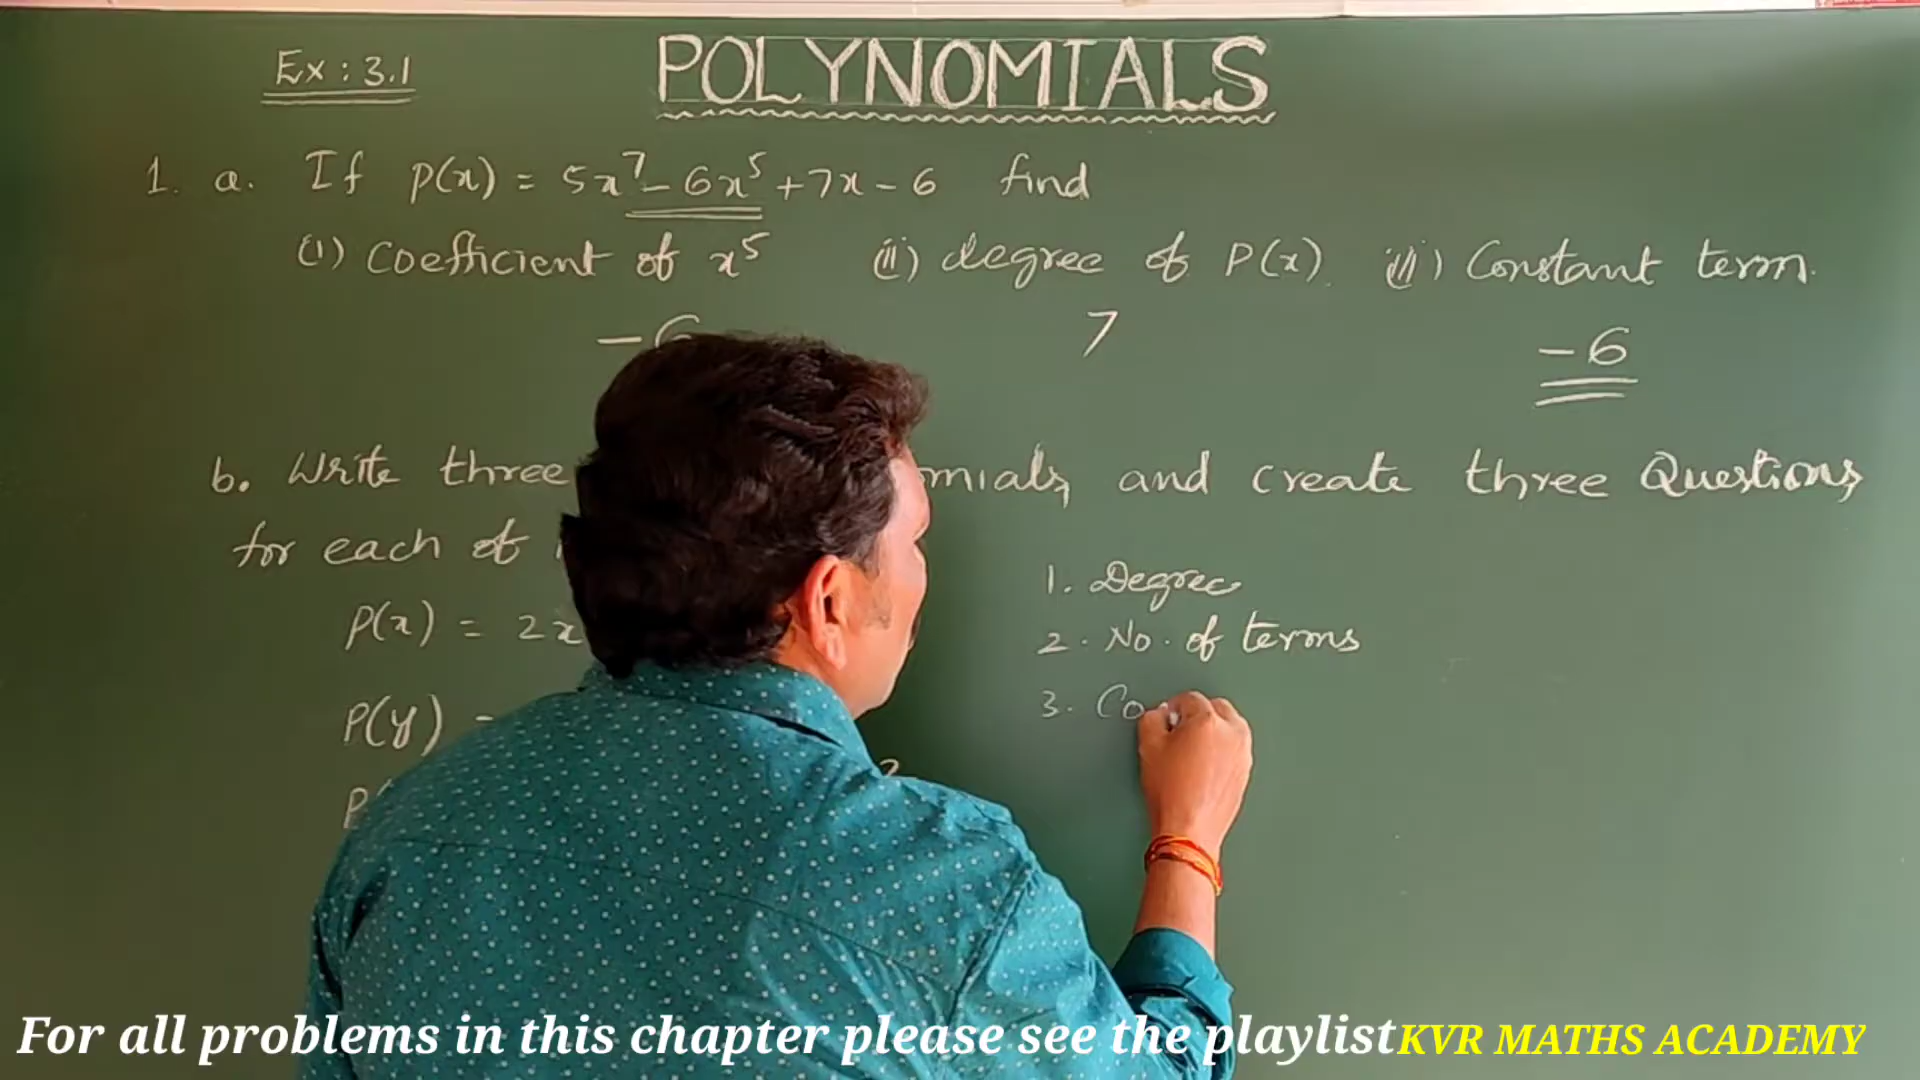 Ex : 3.1
POLYNOMIALS
1. a. If p(x) = 5x⁷ - 6x⁵ + 7x - 6 find
(i) Coefficient of x⁵ (ii) degree of P(x) (iii) Constant term.
-6 7 -6
b. Write three and create three Questions
for each of
1. Degree
P(x) = 2x
2. No. of terms
P(y)
3. Co
For all problems in this chapter please see the playlist KVR MATHS ACADEMY